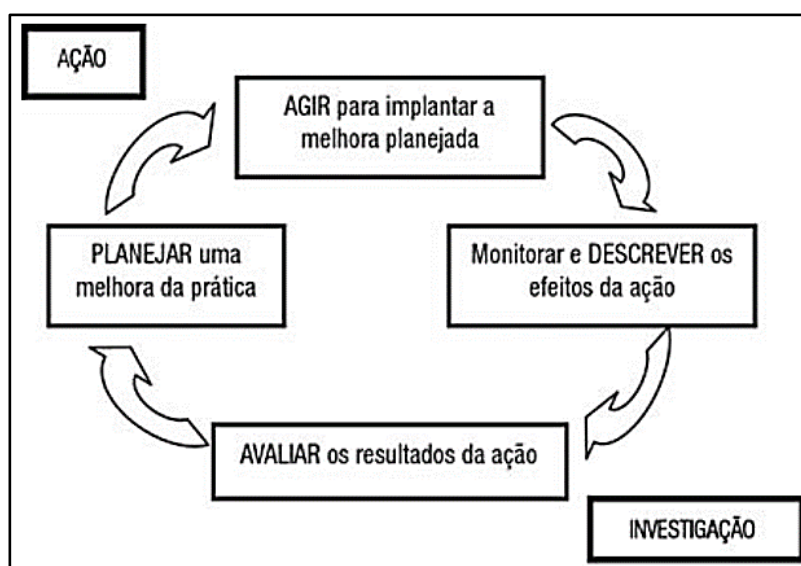 AÇÃO
AGIR para implantar a
melhora planejada
PLANEJAR uma
melhora da prática
Monitorar e DESCREVER os
efeitos da ação
AVALIAR os resultados da ação
INVESTIGAÇÃO